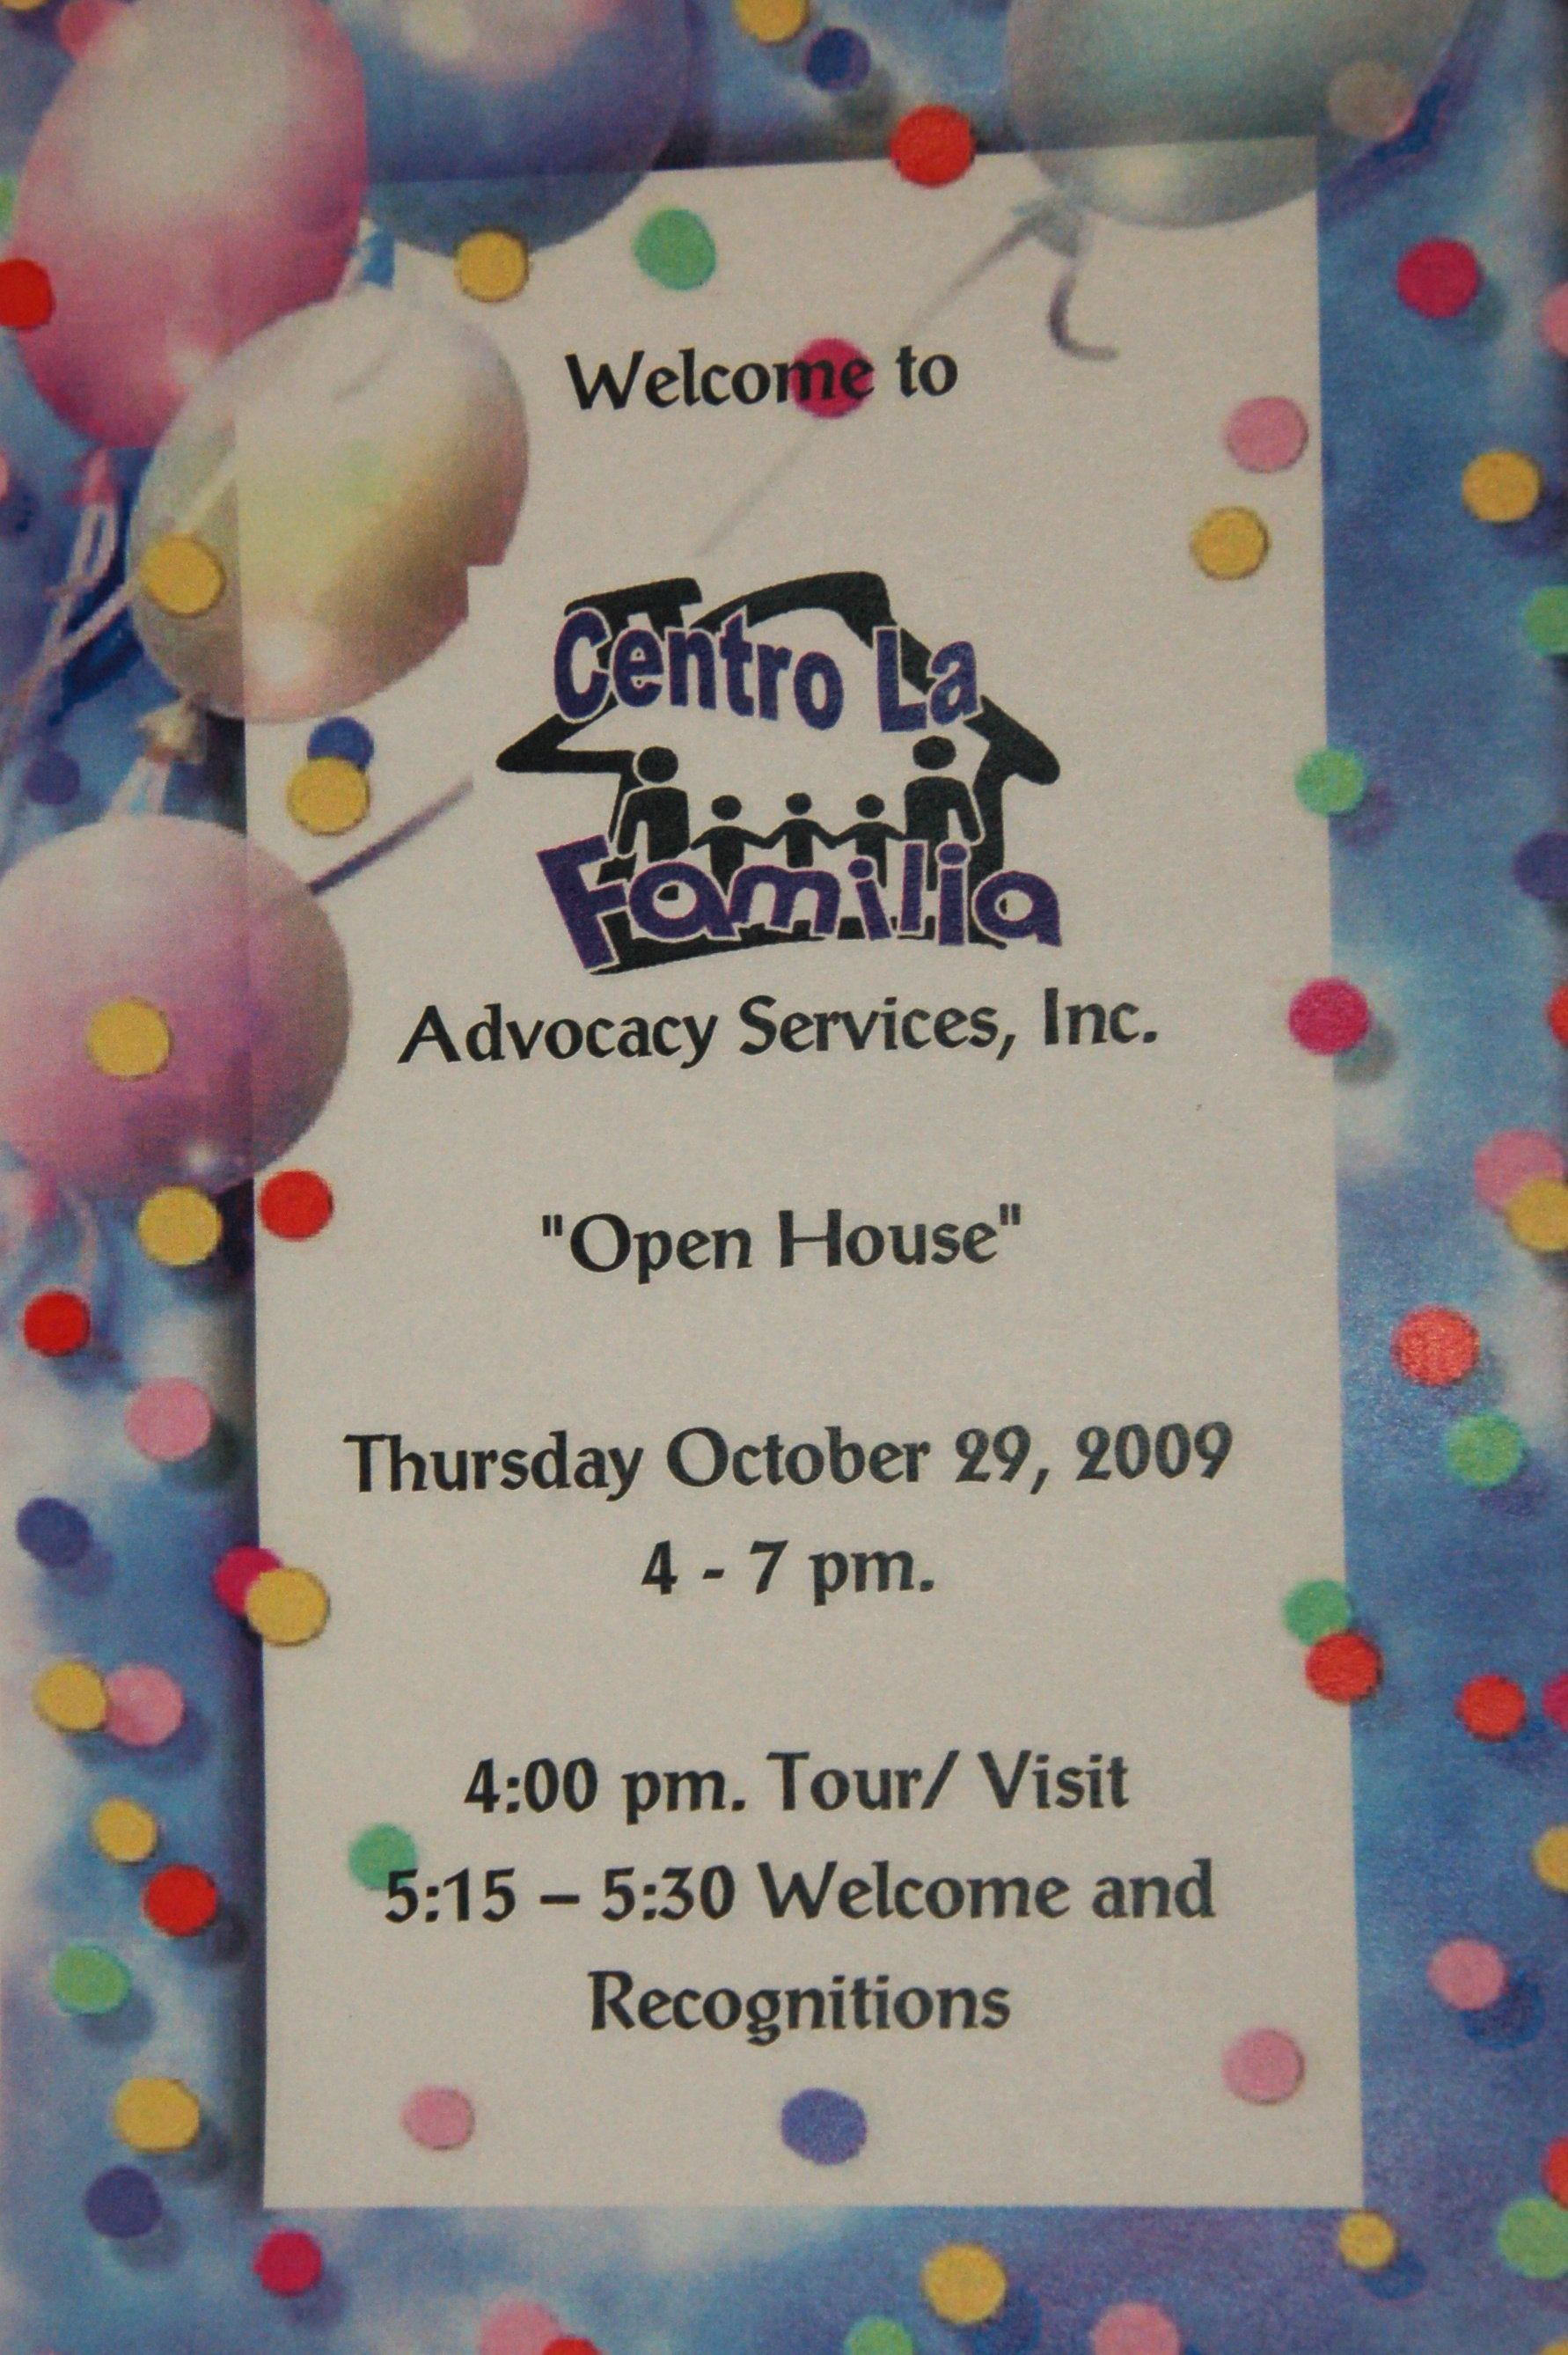 Welcome to
Centro La
Familia
Advocacy Services, Inc.
"Open House"
Thursday October 29, 2009
4 - 7 pm.
4:00 pm. Tour/ Visit
5:15 – 5:30 Welcome and
Recognitions